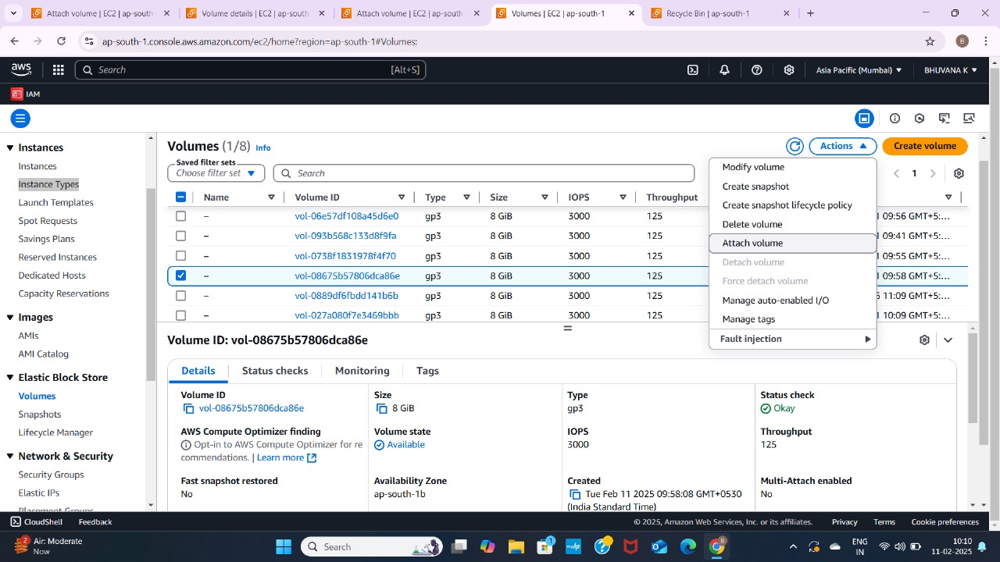 Attach volume | EC2 | ap-south
Volume details | EC2 | ap-south
Attach volume | EC2 | ap-south
Volumes | EC2 | ap-south-1
Recycle Bin | ap-south-1
ap-south-1.console.aws.amazon.com/ec2/home?region=ap-south-1#Volumes:
B
aws
Search
[Alt+S]
Asia Pacific (Mumbai)
BHUVANA K
IAM
Instances
Instances
Instance Types
Launch Templates
Spot Requests
Savings Plans
Reserved Instances
Dedicated Hosts
Capacity Reservations
Images
AMIs
AMI Catalog
Elastic Block Store
Volumes
Snapshots
Lifecycle Manager
Network & Security
Security Groups
Elastic IPs
Placement Groups
Volumes (1/8) Info
Actions
Create volume
Saved filter sets
Choose filter set
Search
1
Name Volume ID Type Size IOPS Throughput
– vol-06e57df108a45d6e0 gp3 8 GiB 3000 125 09:56 GMT+5:...
– vol-093b568c133d8f9fa gp3 8 GiB 3000 125 09:41 GMT+5:...
– vol-0738f1831978f4f70 gp3 8 GiB 3000 125 09:55 GMT+5:...
– vol-08675b57806dca86e gp3 8 GiB 3000 125 09:58 GMT+5:...
– vol-0889df6fbdd141b6b gp3 8 GiB 3000 125 11:09 GMT+5:...
– vol-027a080f7e3469bbb gp3 8 GiB 3000 125 10:09 GMT+5:...
Modify volume
Create snapshot
Create snapshot lifecycle policy
Delete volume
Attach volume
Detach volume
Force detach volume
Manage auto-enabled I/O
Manage tags
Fault injection
Volume ID: vol-08675b57806dca86e
Details
Status checks
Monitoring
Tags
Volume ID
vol-08675b57806dca86e
Size
8 GiB
Type
gp3
Status check
Okay
AWS Compute Optimizer finding
Opt-in to AWS Compute Optimizer for re
commendations. | Learn more
Volume state
Available
IOPS
3000
Throughput
125
Fast snapshot restored
No
Availability Zone
ap-south-1b
Created
Tue Feb 11 2025 09:58:08 GMT+0530
(India Standard Time)
Multi-Attach enabled
No
CloudShell
Feedback
© 2025, Amazon Web Services, Inc. or its affiliates.
Privacy
Terms
Cookie preferences
2
Air: Moderate
Now
Search
1
ENG
IN
10:10
11-02-2025